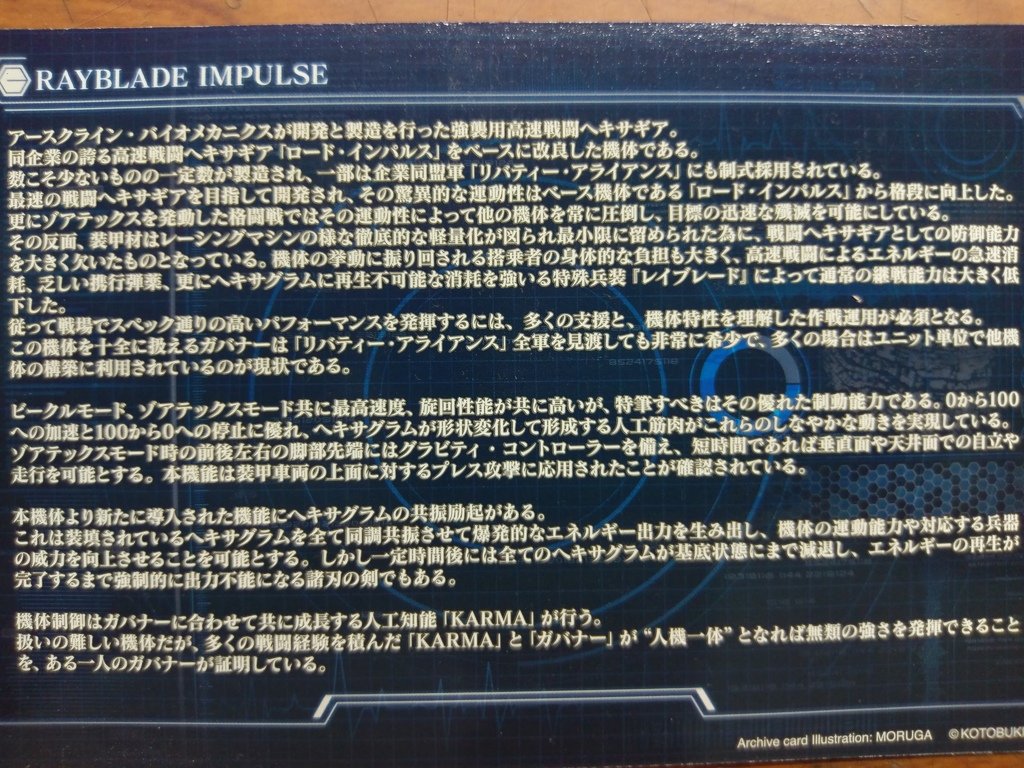 RAYBLADE IMPULSE
アースクライン・バイオメカニクスが開発と製造を行った強襲用高速戦闘ヘキサギア。
同企業の誇る高速戦闘ヘキサギア「ロード・インパルス」をベースに改良した機体である。
数こそ少ないものの一定数が製造され、一部は企業同盟軍「リバティー・アライアンス」にも制式採用されている。
最速の戦闘ヘキサギアを目指して開発され、その驚異的な運動性はベース機体である「ロード・インパルス」から格段に向上した。
更にゾアテックスを発動した格闘戦ではその運動性によって他の機体を常に圧倒し、目標の迅速な殲滅を可能にしている。
その反面、装甲材はレーシングマシンの様な徹底的な軽量化が図られ最小限に留められた為に、戦闘ヘキサギアとしての防御能力
を大きく欠いたものとなっている。機体の挙動に振り回される搭乗者の身体的な負担も大きく、高速戦闘によるエネルギーの急速消
耗、乏しい携行弾薬、更にヘキサグラムに再生不可能な消耗を強いる特殊兵装『レイブレード』によって通常の継戦能力は大きく低
下した。
従って戦場でスペック通りの高いパフォーマンスを発揮するには、多くの支援と、機体特性を理解した作戦運用が必須となる。
この機体を十全に扱えるガバナーは「リバティー・アライアンス」全軍を見渡しても非常に希少で、多くの場合はユニット単位で他機
体の構築に利用されているのが現状である。
ビークルモード、ゾアテックスモード共に最高速度、旋回性能が共に高いが、特筆すべきはその優れた制動能力である。0から100
への加速と100から0への停止に優れ、ヘキサグラムが形状変化して形成する人工筋肉がこれらのしなやかな動きを実現している。
ゾアテックスモード時の前後左右の脚部先端にはグラビティ・コントローラーを備え、短時間であれば垂直面や天井面での自立や
走行を可能とする。本機能は装甲車両の上面に対するプレス攻撃に応用されたことが確認されている。
本機体より新たに導入された機能にヘキサグラムの共振励起がある。
これは装填されているヘキサグラムを全て同調共振させて爆発的なエネルギー出力を生み出し、機体の運動能力や対応する兵器
の威力を向上させることを可能とする。しかし一定時間後には全てのヘキサグラムが基底状態にまで減退し、エネルギーの再生が
完了するまで強制的に出力不能になる諸刃の剣でもある。
機体制御はガバナーに合わせて共に成長する人工知能「KARMA」が行う。
扱いの難しい機体だが、多くの戦闘経験を積んだ「KARMA」と「ガバナー」が“人機一体”となれば無類の強さを発揮できること
を、ある一人のガバナーが証明している。
Archive card Illustration: MORUGA ©KOTOBUKI